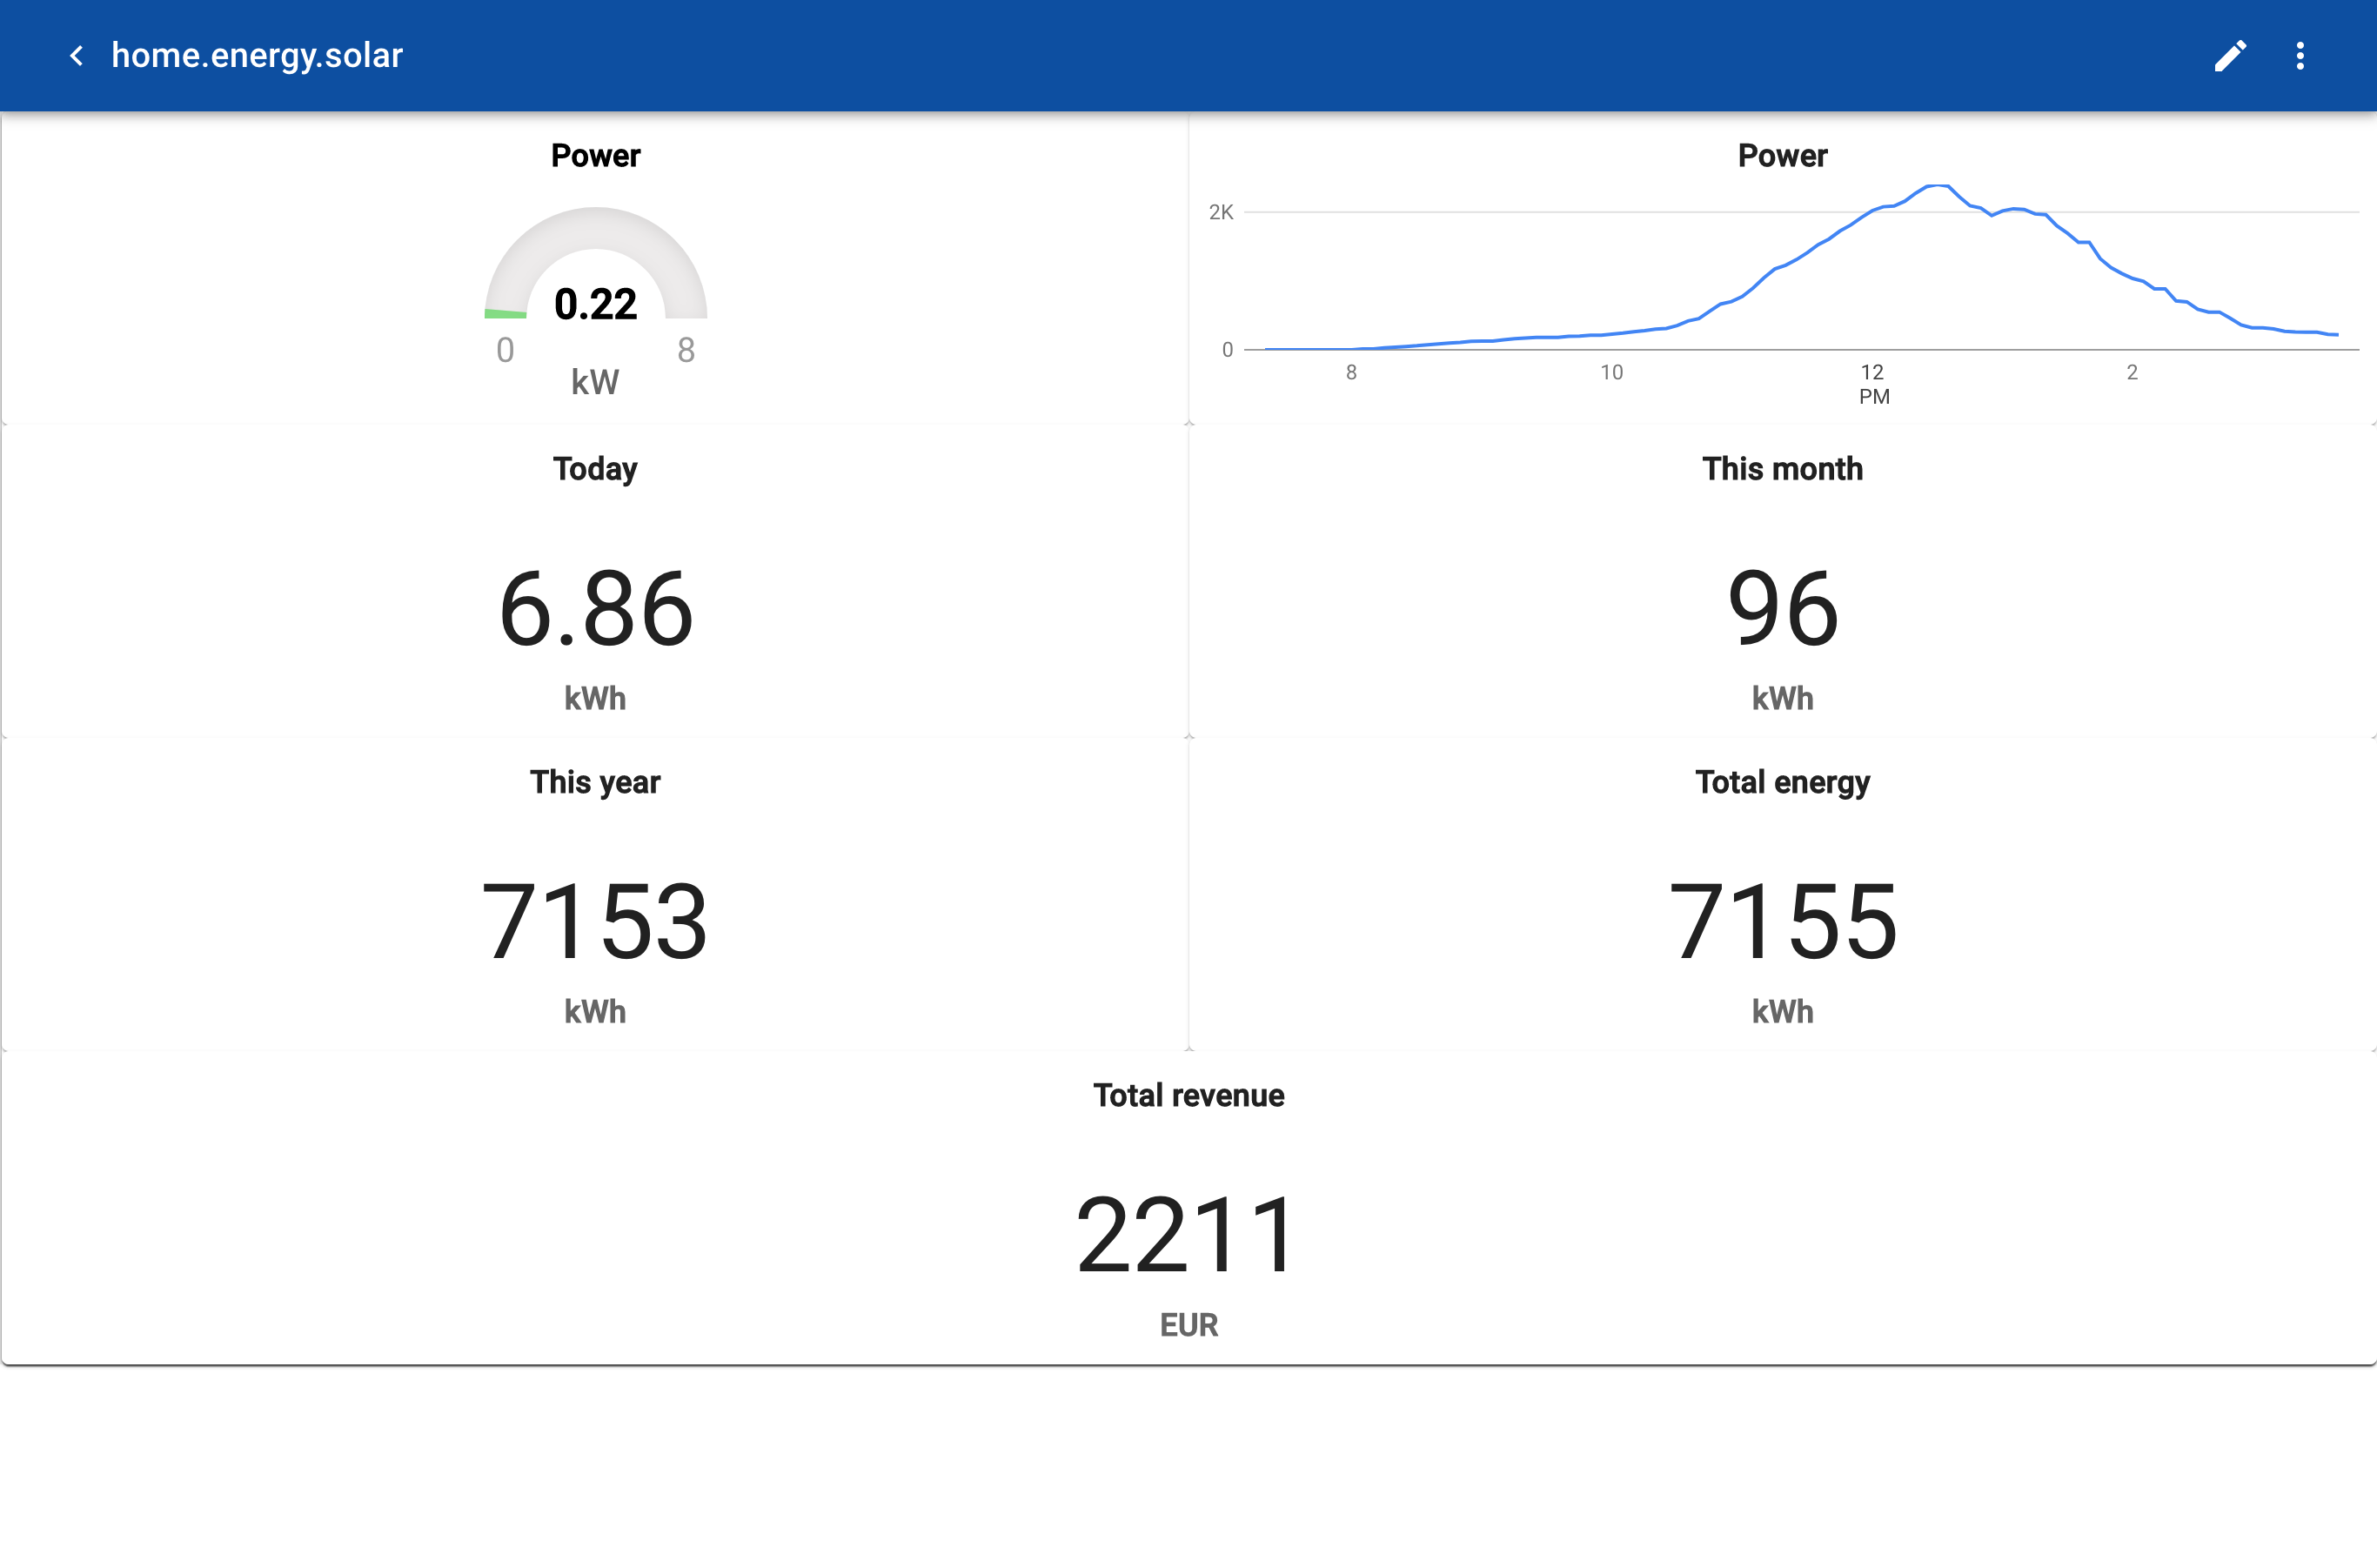 home.energy.solar
Power
0.22
0 8
kW
Power
2K
0
8 10 12 2
PM
Today
6.86
kWh
This month
96
kWh
This year
7153
kWh
Total energy
7155
kWh
Total revenue
2211
EUR